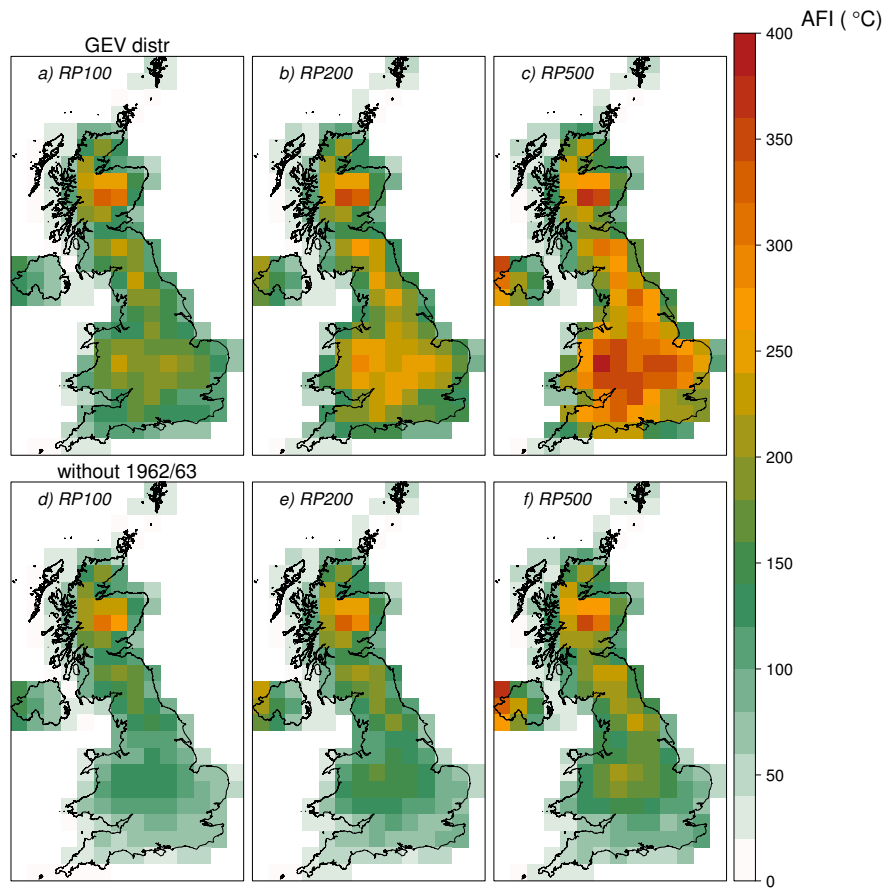 AFI ( °C)
GEV distr
a) RP100
b) RP200
c) RP500
without 1962/63
d) RP100
e) RP200
f) RP500
400
350
300
250
200
150
100
50
0